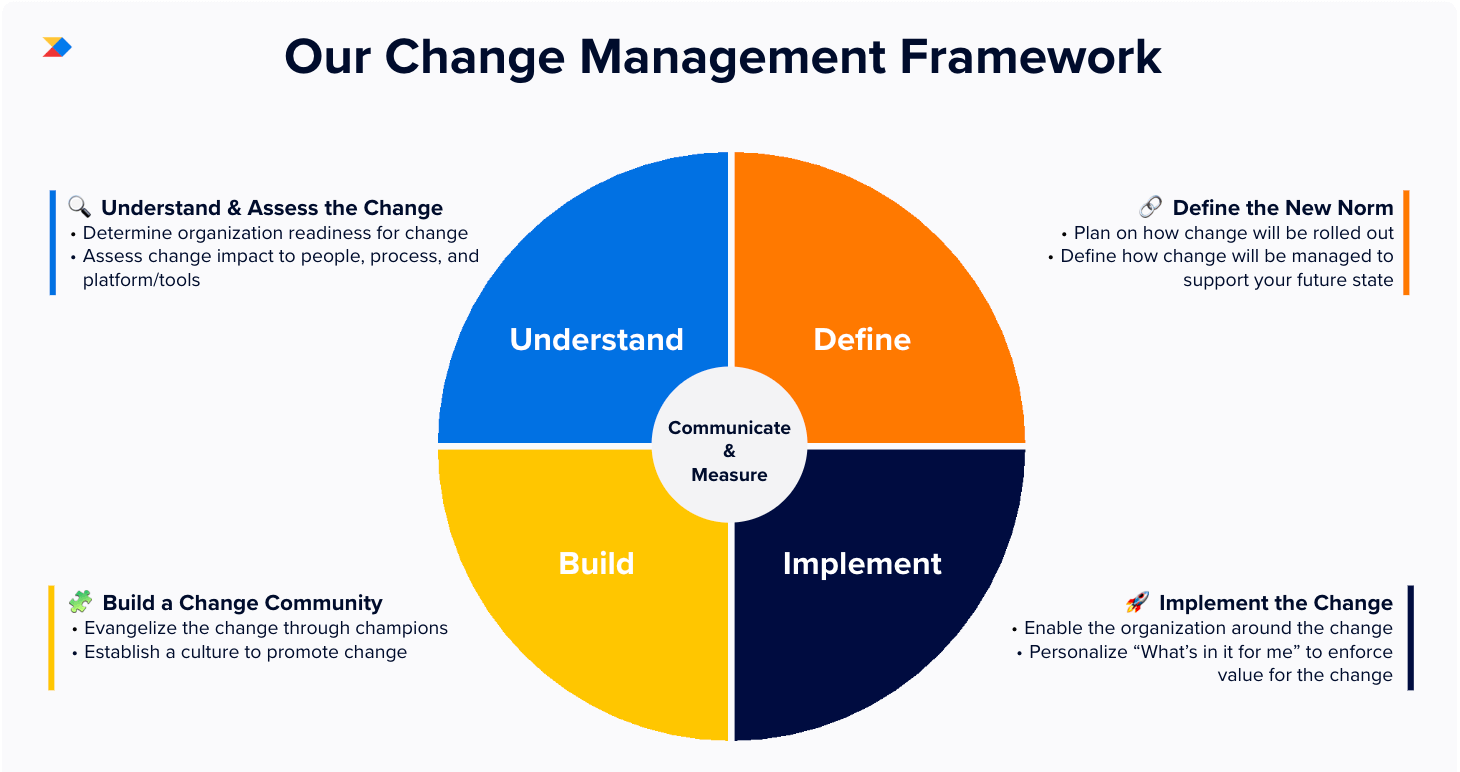 Our Change Management Framework
Understand & Assess the Change
• Determine organization readiness for change
• Assess change impact to people, process, and
platform/tools
Define the New Norm
• Plan on how change will be rolled out
• Define how change will be managed to
support your future state
Understand
Define
Communicate
&
Measure
Build
Implement
Build a Change Community
• Evangelize the change through champions
• Establish a culture to promote change
Implement the Change
• Enable the organization around the change
• Personalize “What’s in it for me” to enforce
value for the change